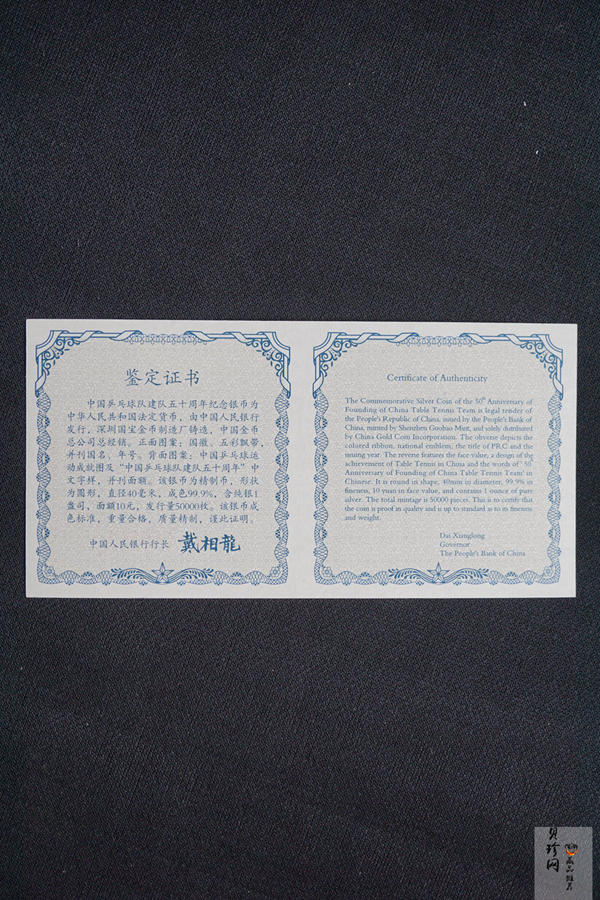 鉴定证书
中国乒乓球队建队五十周年纪念银币为
中华人民共和国法定货币，由中国人民银行
发行，深圳国宝金币制造厂铸造，中国金币
总公司总经销。正面图案：国徽、五彩飘带，
并刊国名、年号。背面图案：中国乒乓球运
动成就图及“中国乒乓球队建队五十周年”中
文字样，并刊面额。该银币为精制币，形状
为圆形，直径40毫米，成色99.9%，含纯银1
盎司，面额10元，发行量50000枚。该银币成
色标准，重量合格，质量精制，谨此证明。
中国人民银行行长 戴相龍
Certificate of Authenticity
The Commemorative Silver Coin of the 50th Anniversary of
Founding of China Table Tennis Team is legal tender of
the People's Republic of China, issued by the People's Bank of
China, minted by Shenzhen Guobao Mint, and solely distributed
by China Gold Coin Incorporation. The obverse depicts the
colored ribbon, national emblem, the title of PRC and the
issuing year. The reverse features the face value, a design of the
achievement of Table Tennis in China and the words of "50
Anniversary of Founding of China Table Tennis Team" in
Chinese. It is round in shape, 40mm in diameter, 99.9% in
fineness, 10 yuan in face value, and contains 1 ounce of pure
silver. The total mintage is 50000 pieces. This is to certify that
the coin is proof in quality and is up to standard as to its fineness
and weight.
Dai Xianglong
Governor
The People's Bank of China
贝珍网
藏品推荐